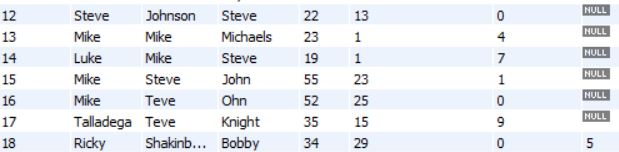 12 Steve Johnson Steve 22 13 0 NULL
13 Mike Mike Michaels 23 1 4 NULL
14 Luke Mike Steve 19 1 7 NULL
15 Mike Steve John 55 23 1 NULL
16 Mike Teve Ohn 52 25 0 NULL
17 Talladega Teve Knight 35 15 9 NULL
18 Ricky Shakinb... Bobby 34 29 0 5